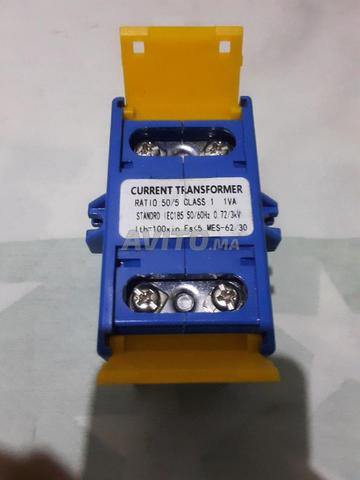 CURRENT TRANSFORMER
RATIO 50/5 CLASS 1 1VA
STANDRD IEC185 50/60Hz 0.72/3kV
Ith=100xin Fs<5 MES-62/30
AVITO.MA